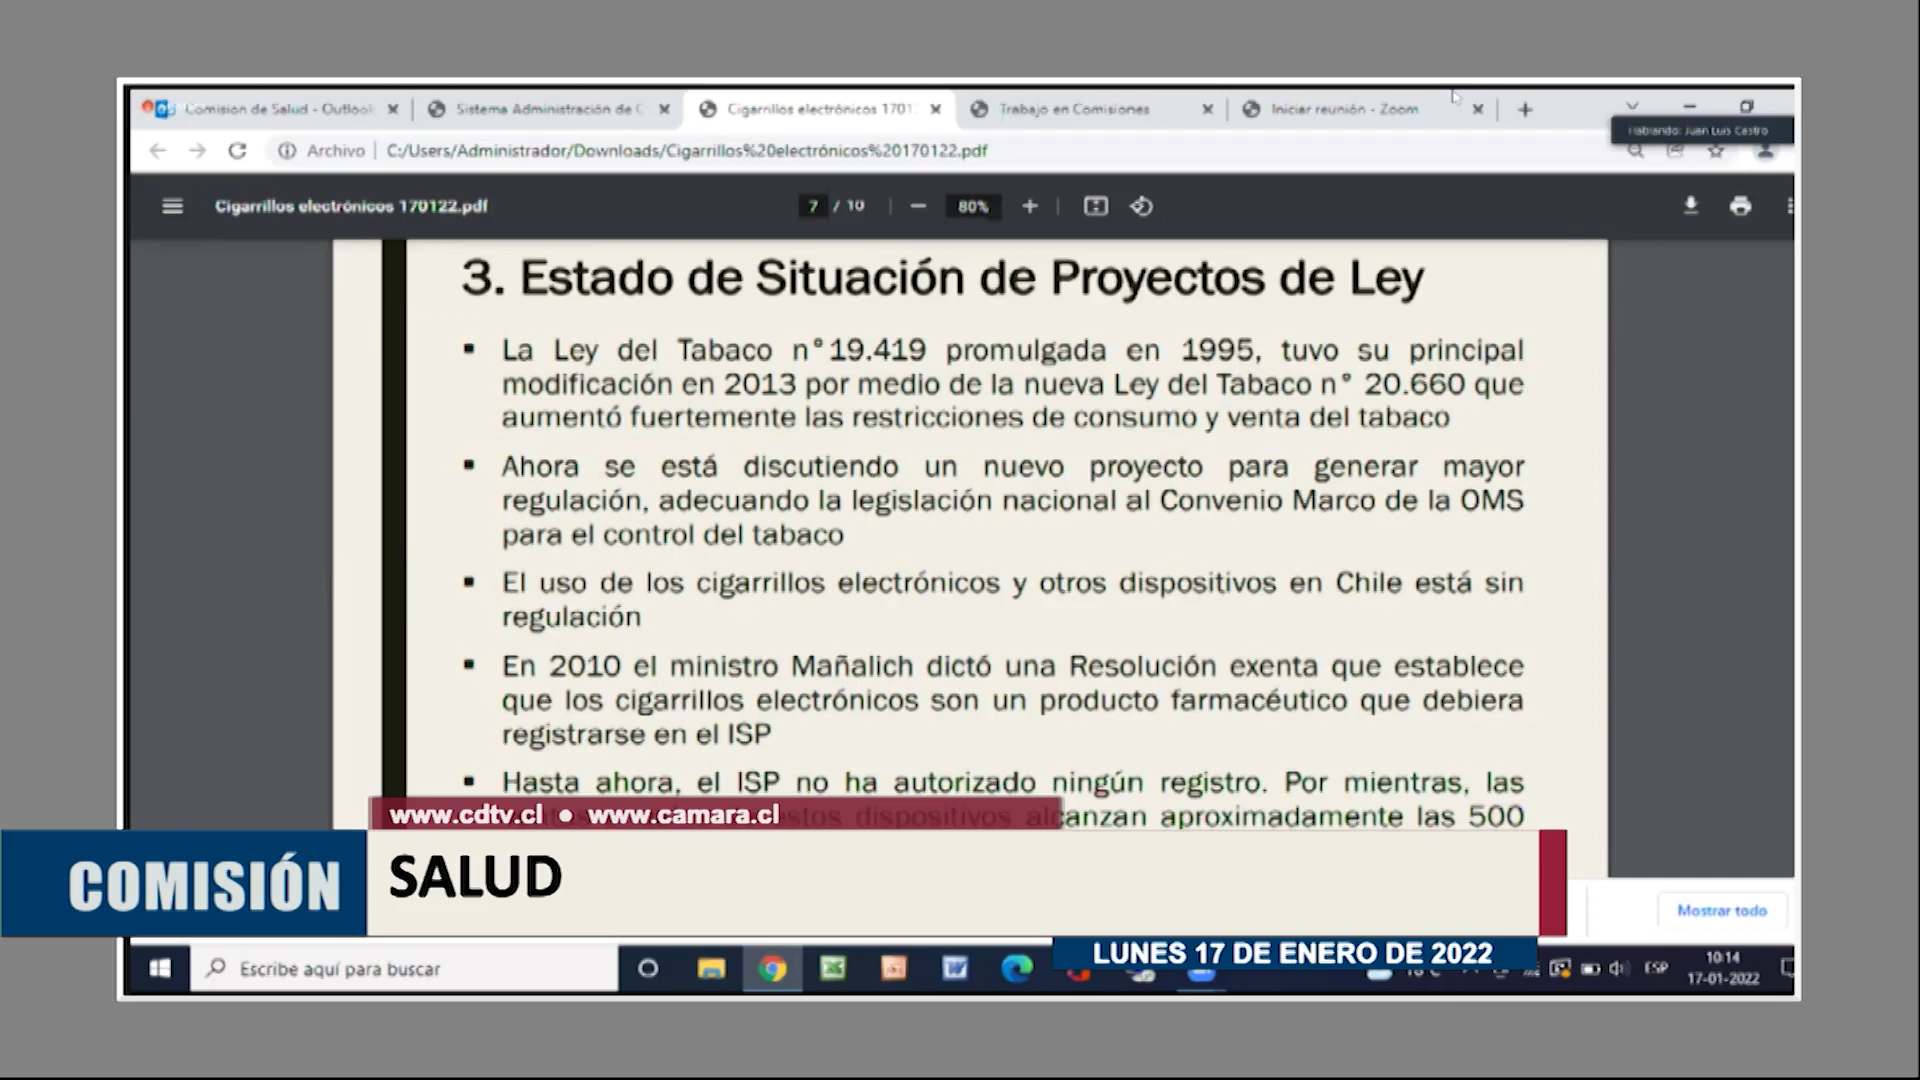 Comisión de Salud - Outlook
Sistema Administración de C
Cigarrillos electrónicos 1701
Trabajo en Comisiones
Iniciar reunión - Zoom
Hablando: Juan Luis Castro
Archivo
C:/Users/Administrador/Downloads/Cigarrillos%20electrónicos%20170122.pdf
Cigarrillos electrónicos 170122.pdf
7 / 10
80%
3. Estado de Situación de Proyectos de Ley
▪ La Ley del Tabaco n°19.419 promulgada en 1995, tuvo su principal
modificación en 2013 por medio de la nueva Ley del Tabaco n° 20.660 que
aumentó fuertemente las restricciones de consumo y venta del tabaco
▪ Ahora se está discutiendo un nuevo proyecto para generar mayor
regulación, adecuando la legislación nacional al Convenio Marco de la OMS
para el control del tabaco
▪ El uso de los cigarrillos electrónicos y otros dispositivos en Chile está sin
regulación
▪ En 2010 el ministro Mañalich dictó una Resolución exenta que establece
que los cigarrillos electrónicos son un producto farmacéutico que debiera
registrarse en el ISP
▪ Hasta ahora, el ISP no ha autorizado ningún registro. Por mientras, las
dispositivos alcanzan aproximadamente las 500
www.cdtv.cl ● www.camara.cl
COMISIÓN
SALUD
Mostrar todo
LUNES 17 DE ENERO DE 2022
Escribe aquí para buscar
ESP
10:14
17-01-2022